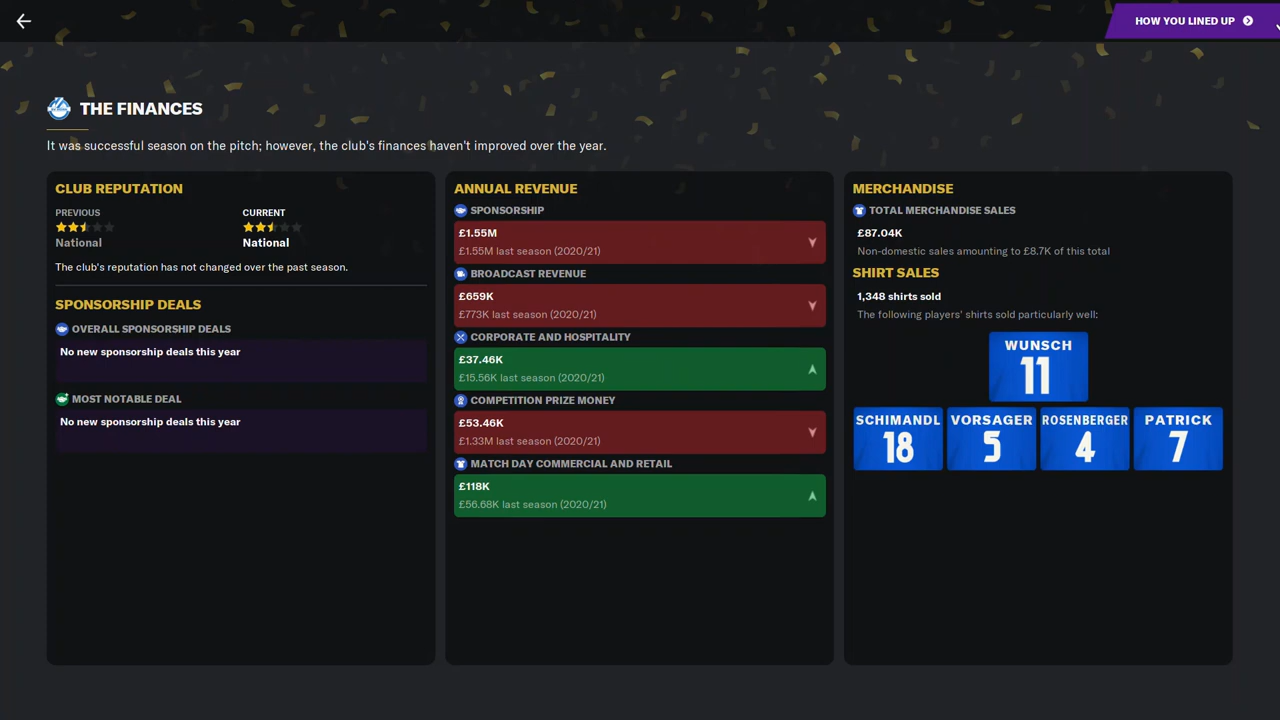 HOW YOU LINED UP
THE FINANCES
It was successful season on the pitch; however, the club's finances haven't improved over the year.
CLUB REPUTATION
PREVIOUS
CURRENT
National
National
The club's reputation has not changed over the past season.
SPONSORSHIP DEALS
OVERALL SPONSORSHIP DEALS
No new sponsorship deals this year
MOST NOTABLE DEAL
No new sponsorship deals this year
ANNUAL REVENUE
SPONSORSHIP
£1.55M
£1.55M last season (2020/21)
BROADCAST REVENUE
£659K
£773K last season (2020/21)
CORPORATE AND HOSPITALITY
£37.46K
£15.56K last season (2020/21)
COMPETITION PRIZE MONEY
£53.46K
£1.33M last season (2020/21)
MATCH DAY COMMERCIAL AND RETAIL
£118K
£56.68K last season (2020/21)
MERCHANDISE
TOTAL MERCHANDISE SALES
£87.04K
Non-domestic sales amounting to £8.7K of this total
SHIRT SALES
1,348 shirts sold
The following players' shirts sold particularly well:
WUNSCH
11
SCHIMANDL
18
VORSAGER
5
ROSENBERGER
4
PATRICK
7